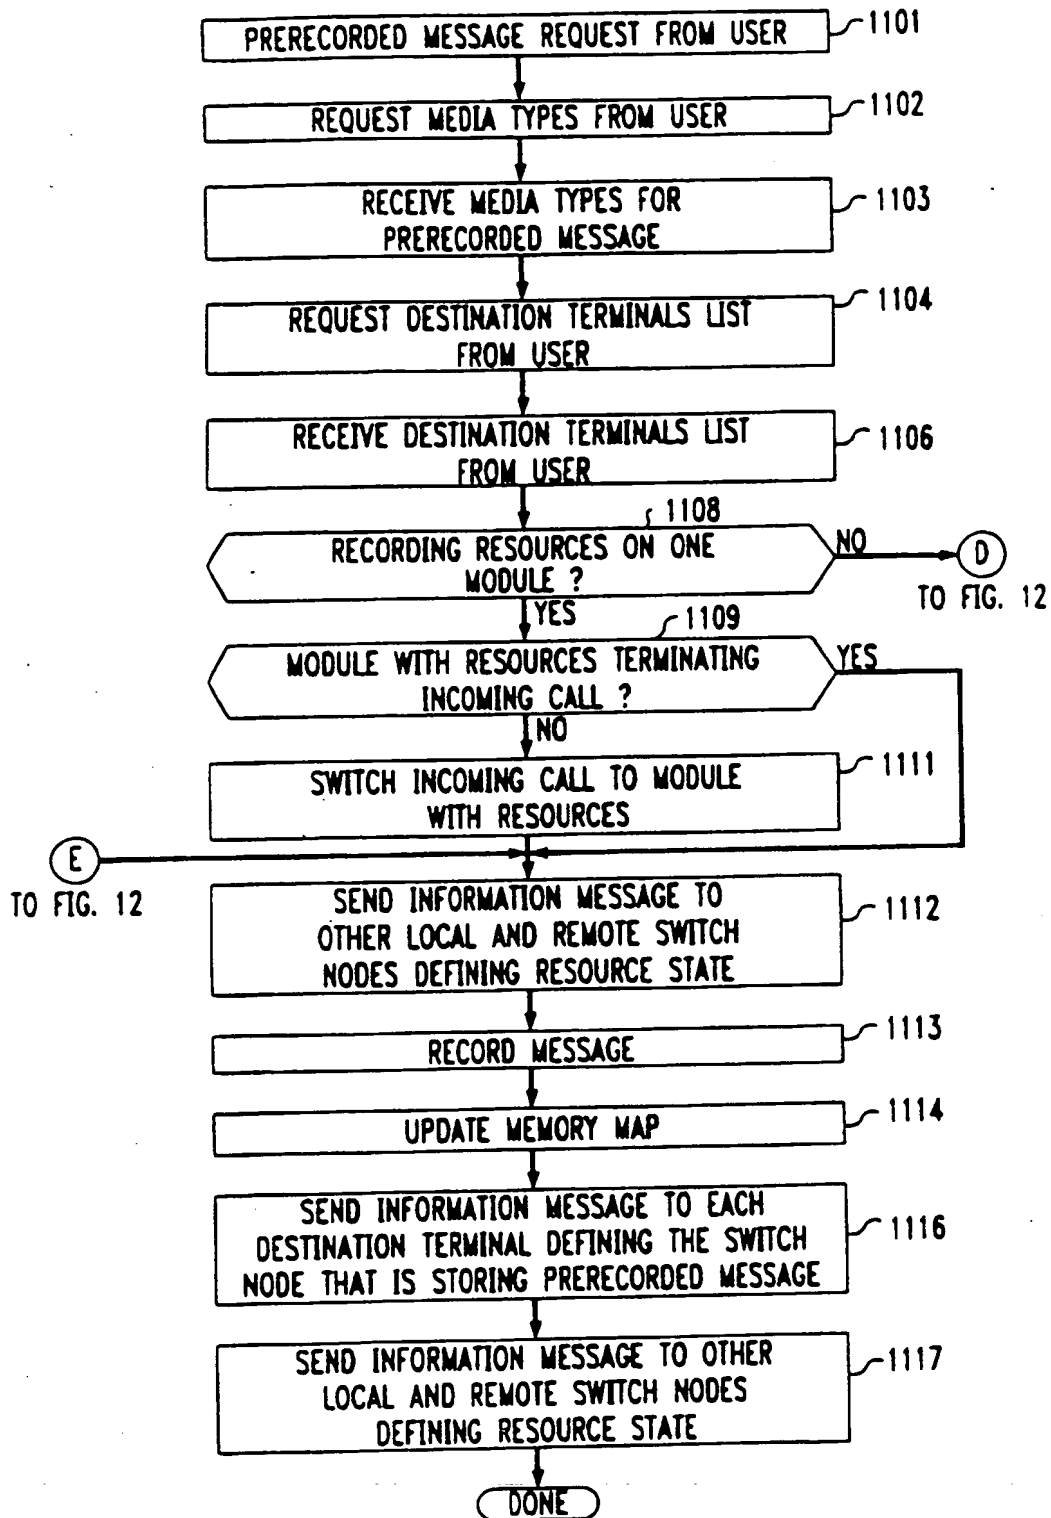 PRERECORDED MESSAGE REQUEST FROM USER
1101
REQUEST MEDIA TYPES FROM USER
1102
RECEIVE MEDIA TYPES FOR
PRERECORDED MESSAGE
1103
REQUEST DESTINATION TERMINALS LIST
FROM USER
1104
RECEIVE DESTINATION TERMINALS LIST
FROM USER
1106
1108
RECORDING RESOURCES ON ONE
MODULE ?
NO
D
TO FIG. 12
YES
1109
MODULE WITH RESOURCES TERMINATING
INCOMING CALL ?
YES
NO
SWITCH INCOMING CALL TO MODULE
WITH RESOURCES
1111
E
TO FIG. 12
SEND INFORMATION MESSAGE TO
OTHER LOCAL AND REMOTE SWITCH
NODES DEFINING RESOURCE STATE
1112
RECORD MESSAGE
1113
UPDATE MEMORY MAP
1114
SEND INFORMATION MESSAGE TO EACH
DESTINATION TERMINAL DEFINING THE SWITCH
NODE THAT IS STORING PRERECORDED MESSAGE
1116
SEND INFORMATION MESSAGE TO OTHER
LOCAL AND REMOTE SWITCH NODES
DEFINING RESOURCE STATE
1117
DONE